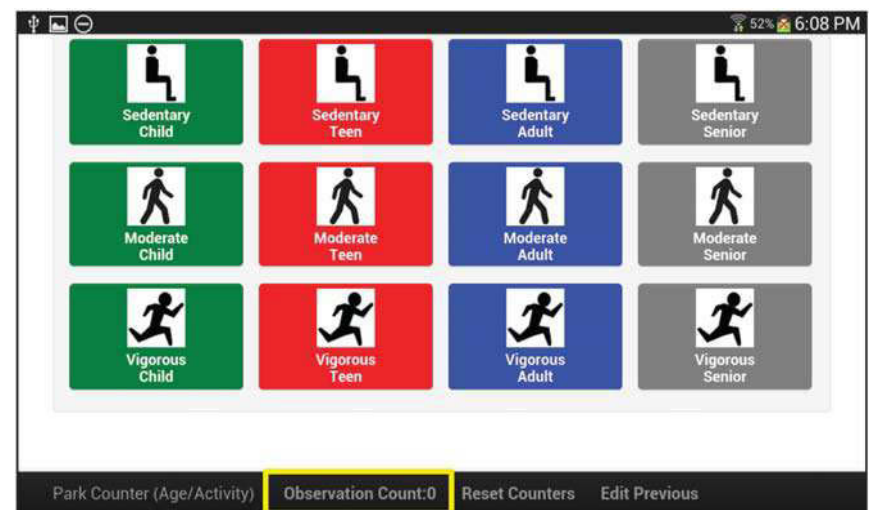 52% 6:08 PM
Sedentary Child
Sedentary Teen
Sedentary Adult
Sedentary Senior
Moderate Child
Moderate Teen
Moderate Adult
Moderate Senior
Vigorous Child
Vigorous Teen
Vigorous Adult
Vigorous Senior
Park Counter (Age/Activity) Observation Count:0 Reset Counters Edit Previous